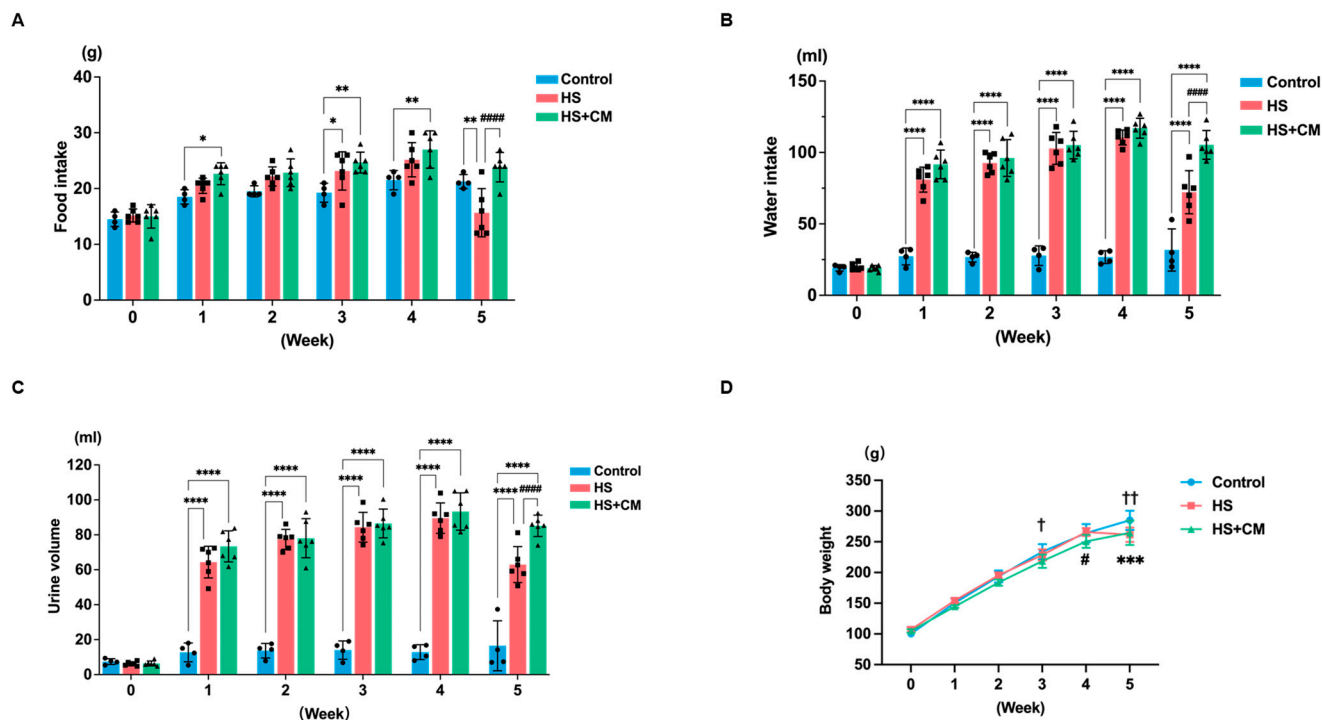 A
(g)
Food intake
40
30
20
10
0
* ** * ** ** ####
0 1 2 3 4 5
(Week)
Control
HS
HS+CM
B
(ml)
Water intake
150
100
50
0
**** **** **** **** **** **** **** **** **** **** ####
0 1 2 3 4 5
(Week)
Control
HS
HS+CM
C
(ml)
Urine volume
120
100
80
60
40
20
0
**** **** **** **** **** **** **** **** **** **** ####
0 1 2 3 4 5
(Week)
Control
HS
HS+CM
D
(g)
Body weight
350
300
250
200
150
100
50
† ††
# ***
0 1 2 3 4 5
(Week)
Control
HS
HS+CM